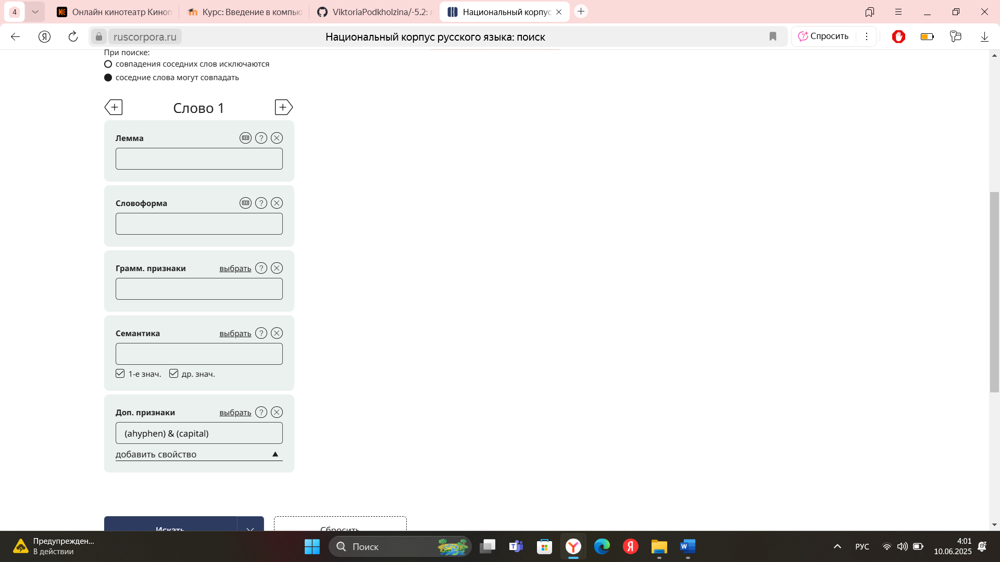 4
Онлайн кинотеатр Киноп
Курс: Введение в компью
ViktoriaPodkholzina/-5.2: л
Национальный корпус
ruscorpora.ru
Национальный корпус русского языка: поиск
Спросить
При поиске:
совпадения соседних слов исключаются
соседние слова могут совпадать
Слово 1
Лемма
Словоформа
Грамм. признаки выбрать
Семантика выбрать
1-е знач. др. знач.
Доп. признаки выбрать
(ahyphen) & (capital)
добавить свойство
Искать
Сбросить
Предупрежден...
В действии
Поиск
РУС
4:01
10.06.2025